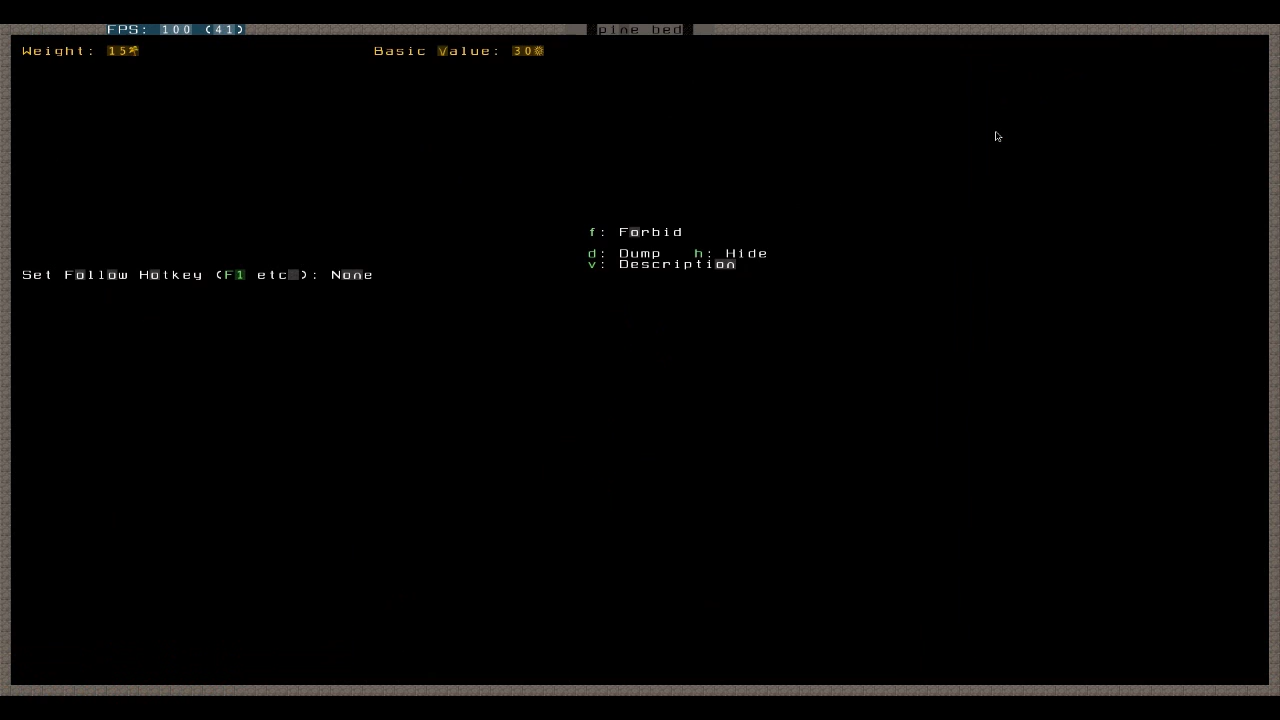 FPS: 100 (41) pine bed
Weight: 15 Basic Value: 30☼
f: Forbid
d: Dump h: Hide
v: Description
Set Follow Hotkey (F1 etc.): None